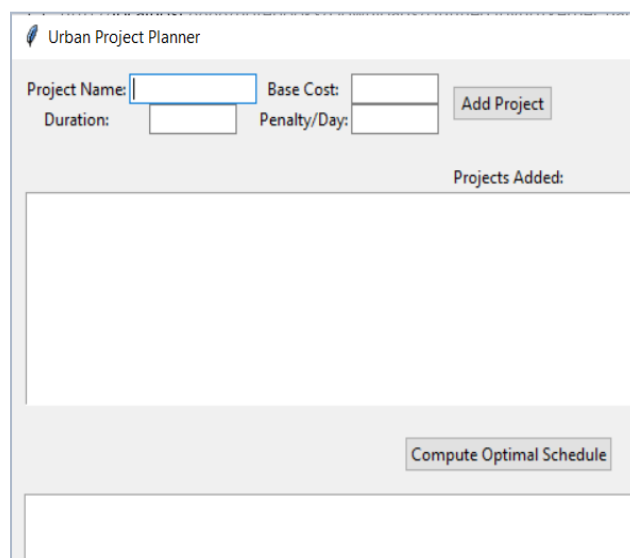 Urban Project Planner
Project Name: Base Cost: Add Project
Duration: Penalty/Day:
Projects Added:
Compute Optimal Schedule